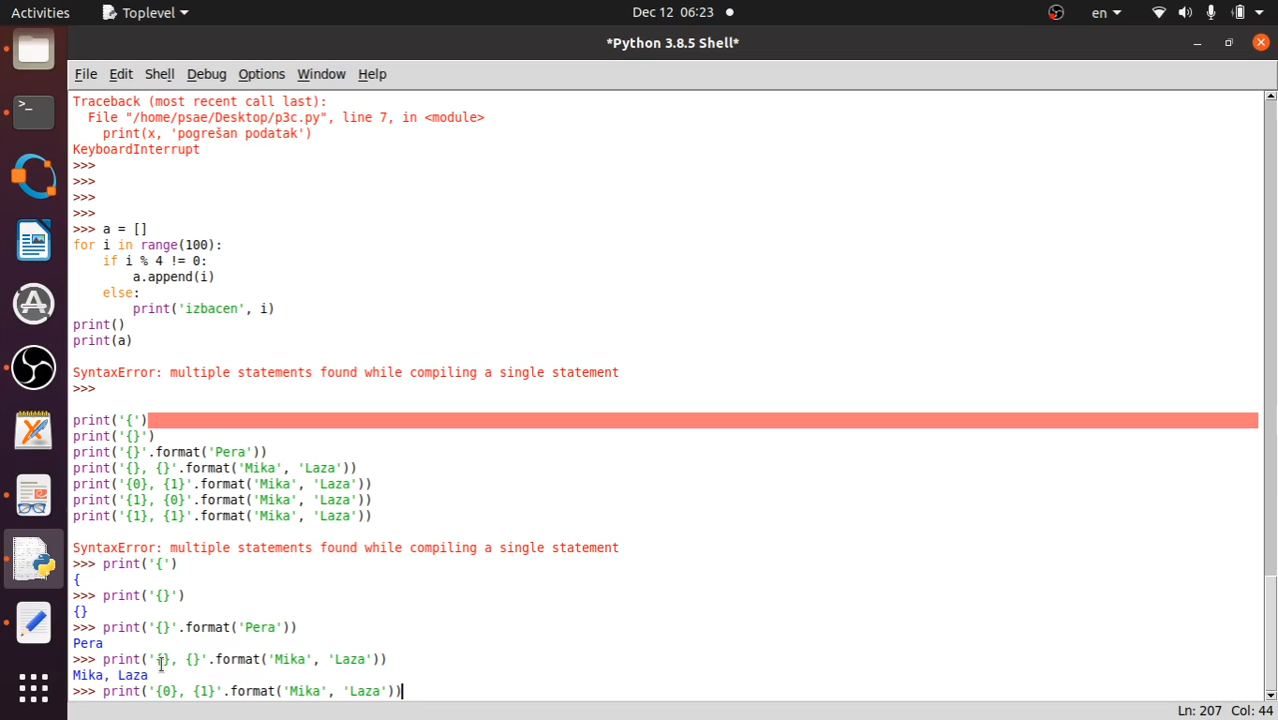 Activities Toplevel Dec 12 06:23 en
*Python 3.8.5 Shell*
File Edit Shell Debug Options Window Help
Traceback (most recent call last):
  File "/home/psae/Desktop/p3c.py", line 7, in <module>
    print(x, 'pogrešan podatak')
KeyboardInterrupt
>>>
>>>
>>>
>>>
>>> a = []
for i in range(100):
    if i % 4 != 0:
        a.append(i)
    else:
        print('izbacen', i)
print()
print(a)
SyntaxError: multiple statements found while compiling a single statement
>>>
print('{')
print('{}')
print('{}'.format('Pera'))
print('{}, {}'.format('Mika', 'Laza'))
print('{0}, {1}'.format('Mika', 'Laza'))
print('{1}, {0}'.format('Mika', 'Laza'))
print('{1}, {1}'.format('Mika', 'Laza'))
SyntaxError: multiple statements found while compiling a single statement
>>> print('{')
{
>>> print('{}')
{}
>>> print('{}'.format('Pera'))
Pera
>>> print('{}, {}'.format('Mika', 'Laza'))
Mika, Laza
>>> print('{0}, {1}'.format('Mika', 'Laza'))
Ln: 207 Col: 44